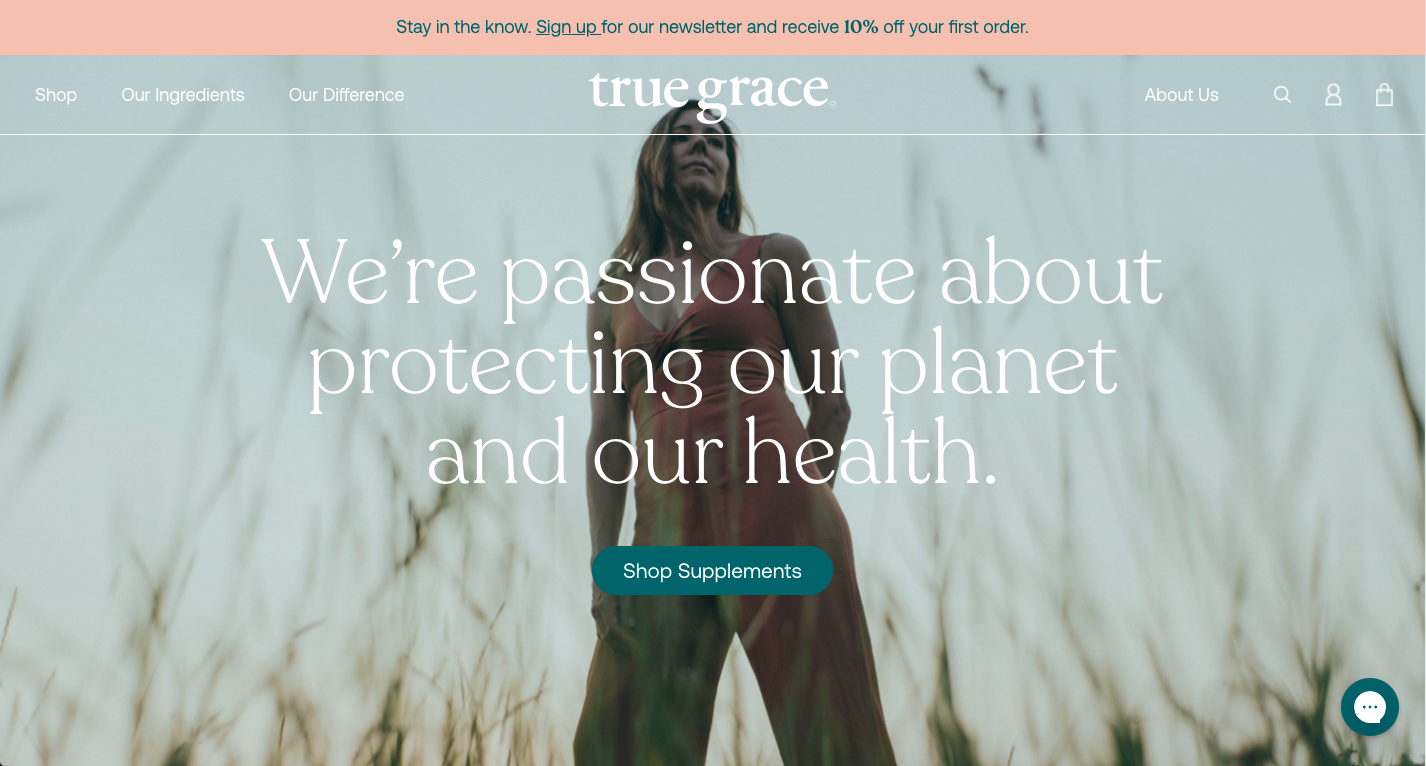 Stay in the know. Sign up for our newsletter and receive 10% off your first order.
Shop Our Ingredients Our Difference
true grace®
About Us
We’re passionate about
protecting our planet
and our health.
Shop Supplements